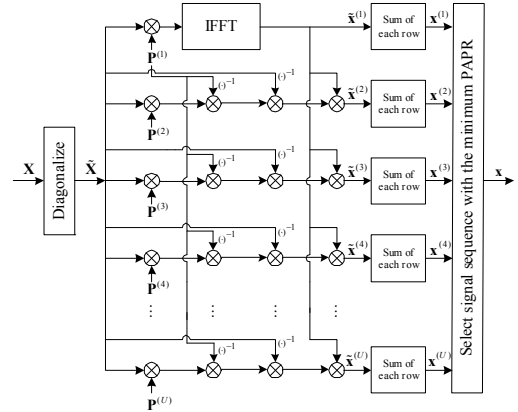 IFFT
x̃⁽¹⁾
Sum of
each row
x⁽¹⁾
P⁽¹⁾
(·)⁻¹
(·)⁻¹
x̃⁽²⁾
Sum of
each row
x⁽²⁾
P⁽²⁾
X
Diagonalize
X̃
(·)⁻¹
(·)⁻¹
x̃⁽³⁾
Sum of
each row
x⁽³⁾
P⁽³⁾
(·)⁻¹
(·)⁻¹
x̃⁽⁴⁾
Sum of
each row
x⁽⁴⁾
P⁽⁴⁾
⋮ ⋮ ⋮ ⋮ ⋮ ⋮
(·)⁻¹
(·)⁻¹
x̃⁽ᵁ⁾
Sum of
each row
x⁽ᵁ⁾
P⁽ᵁ⁾
Select signal sequence with the minimum PAPR
x